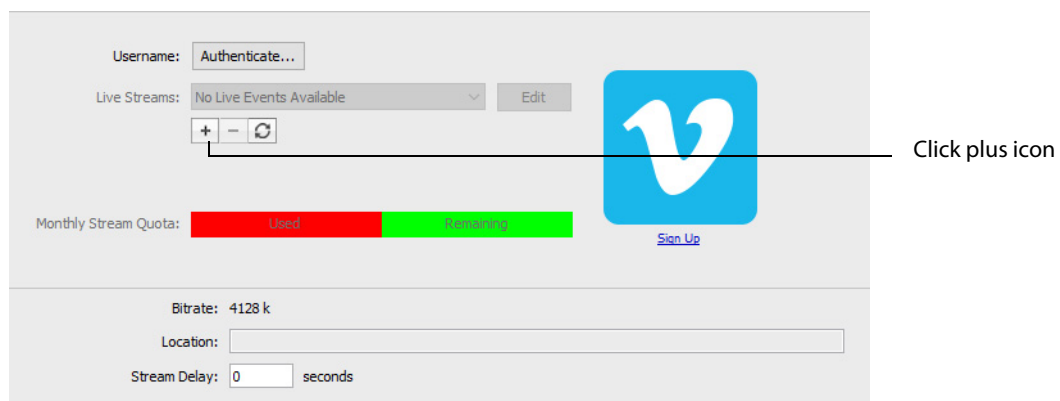 Username: Authenticate...
Live Streams: No Live Events Available Edit
Click plus icon
Monthly Stream Quota: Used Remaining
Sign Up
Bitrate: 4128 k
Location:
Stream Delay: 0 seconds